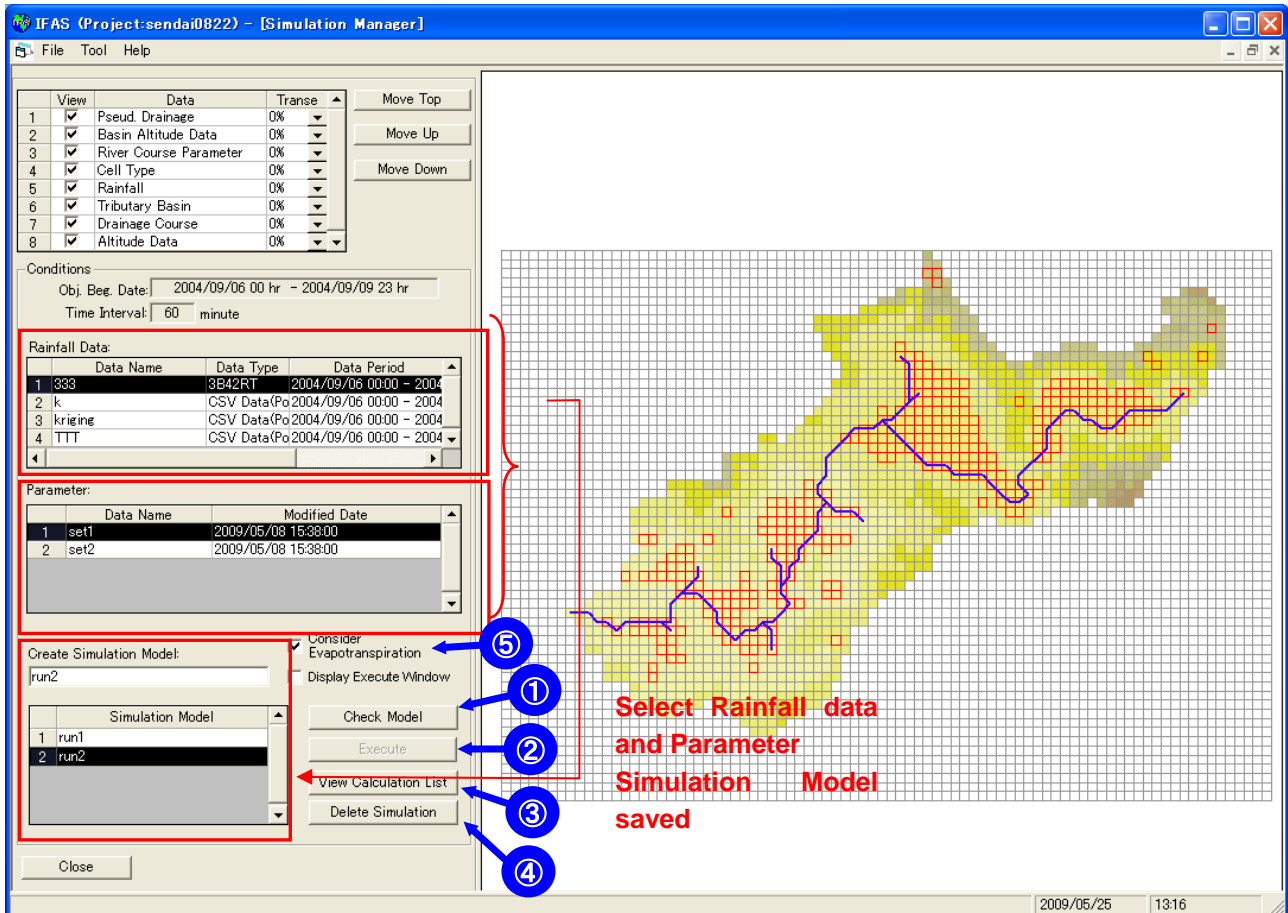 IFAS (Project:sendai0822) - [Simulation Manager]
File Tool Help
View Data Transe
1 Pseud. Drainage 0%
2 Basin Altitude Data 0%
3 River Course Parameter 0%
4 Cell Type 0%
5 Rainfall 0%
6 Tributary Basin 0%
7 Drainage Course 0%
8 Altitude Data 0%
Move Top
Move Up
Move Down
Conditions
Obj. Beg. Date: 2004/09/06 00 hr - 2004/09/09 23 hr
Time Interval: 60 minute
Rainfall Data:
Data Name Data Type Data Period
1 333 3B42RT 2004/09/06 00:00 - 2004
2 k CSV Data(Po 2004/09/06 00:00 - 2004
3 kriging CSV Data(Po 2004/09/06 00:00 - 2004
4 TTT CSV Data(Po 2004/09/06 00:00 - 2004
Parameter:
Data Name Modified Date
1 set1 2009/05/08 15:38:00
2 set2 2009/05/08 15:38:00
Create Simulation Model:
run2
Simulation Model
1 run1
2 run2
Consider
Evapotranspiration
Display Execute Window
Check Model
Execute
View Calculation List
Delete Simulation
⑤
①
②
③
④
Select Rainfall data
and Parameter
Simulation Model
saved
Close
2009/05/25 13:16